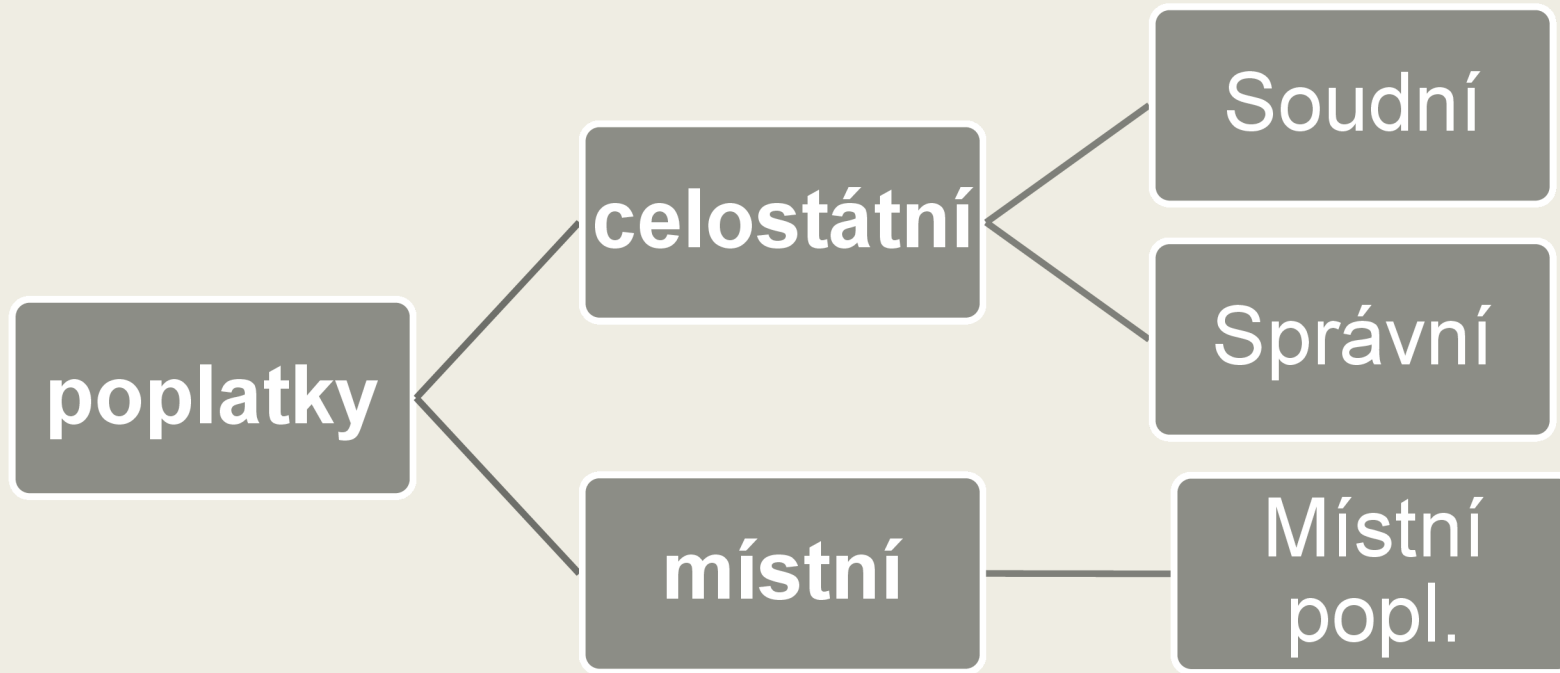 poplatky
celostátní
Soudní
Správní
místní
Místní
popl.